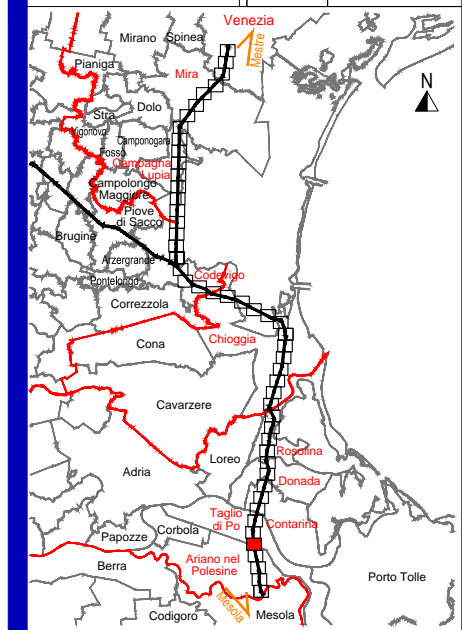 Venezia
Mirano
Spinea
Mestre
Pianiga
Mira
N
Dolo
Stra
Vigonovo
Camponogara
Fosso
Campagna
Lupia
Campolongo
Maggiore
Piove
di Sacco
Brugine
Arzergrande
Codevigo
Pontelongo
Correzzola
Chioggia
Cona
Cavarzere
Rosolina
Loreo
Adria
Donada
Taglio
di Po
Contarina
Corbola
Papozze
Ariano nel
Polesine
Berra
Porto Tolle
Mesola
Codigoro
Mesola